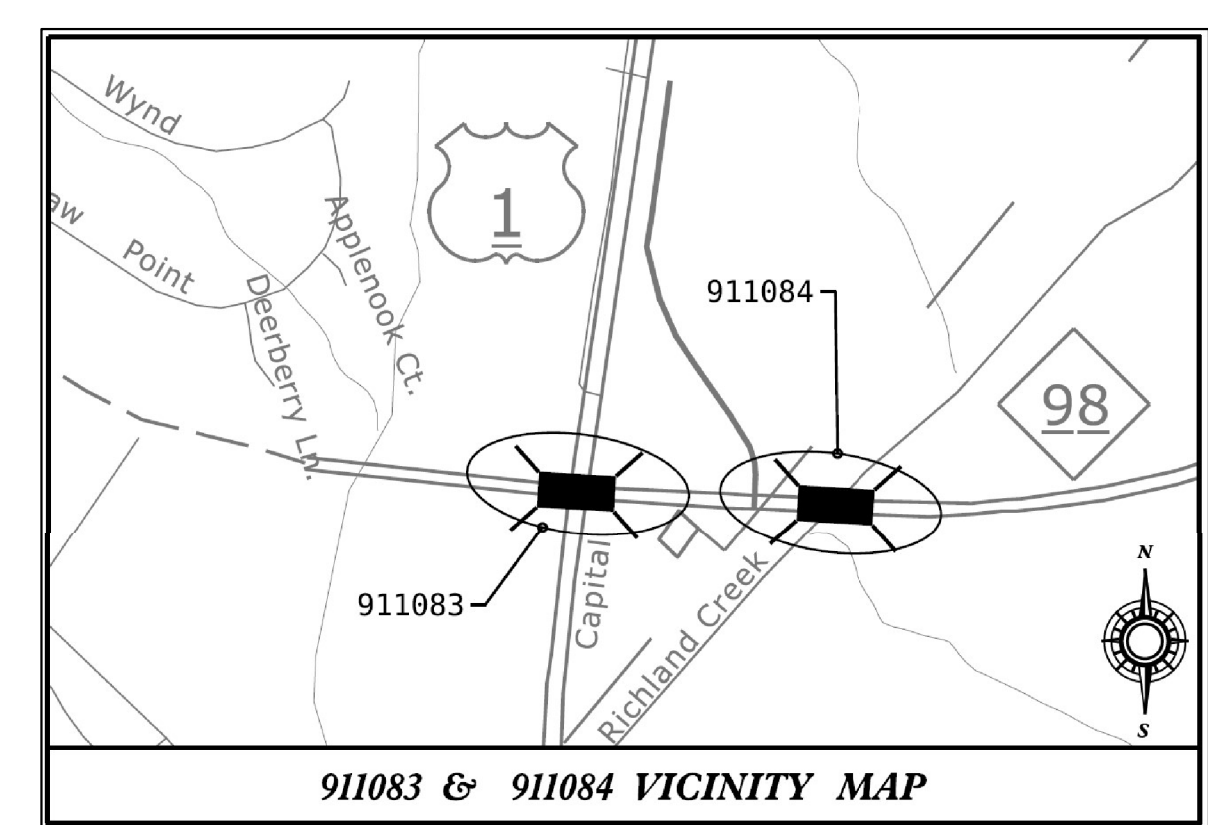 Wynd
aw
Point
Applenook Ct.
Deerberry Ln.
1
911084
98
911083
Capital
Richland Creek
N
S
911083 & 911084 VICINITY MAP